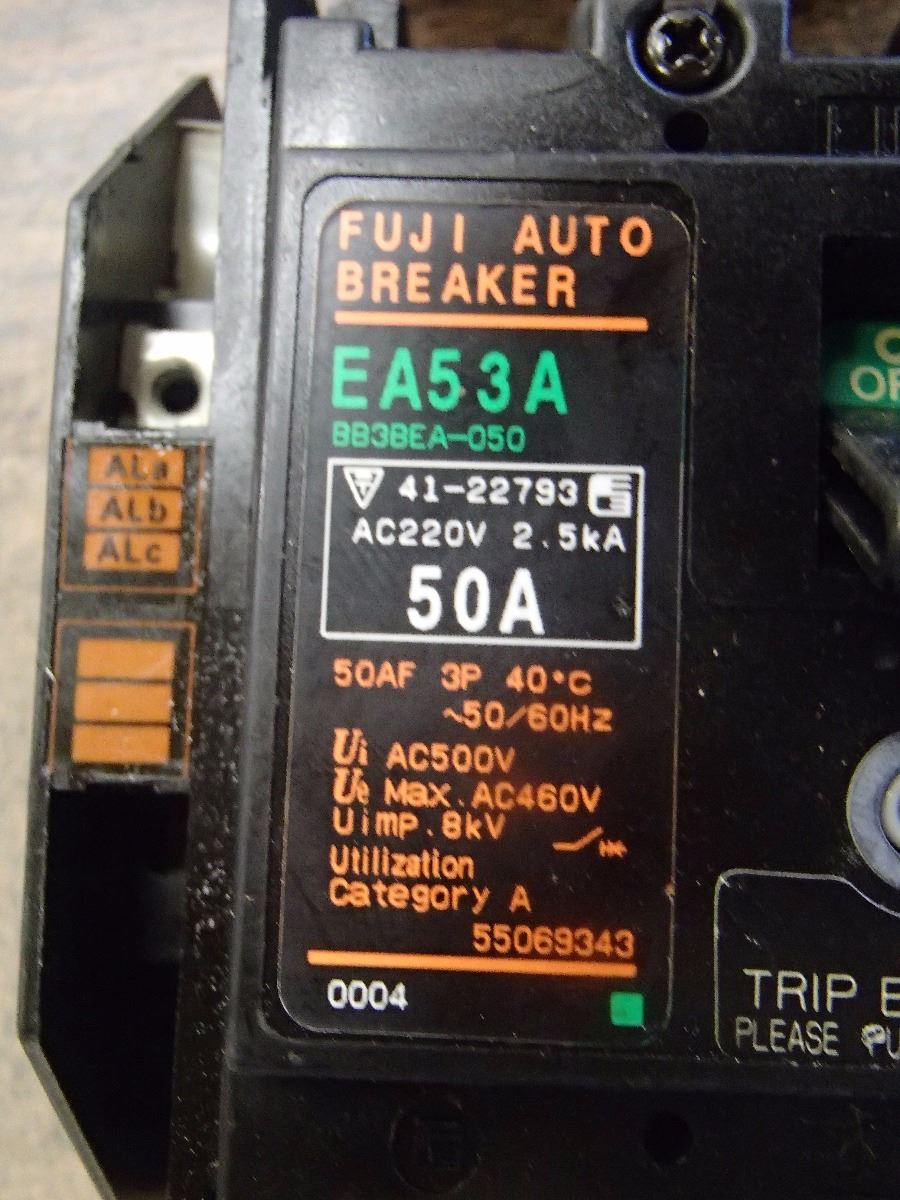 FUJI AUTO
BREAKER
EA53A
BB3BEA-050
41-22793
AC220V 2.5kA
50A
50AF 3P 40°C
~50/60Hz
Ui AC500V
Ue Max.AC460V
Uimp.8kV
Utilization
Category A
55069343
0004
ALa
ALb
ALc
TRIP
PLEASE